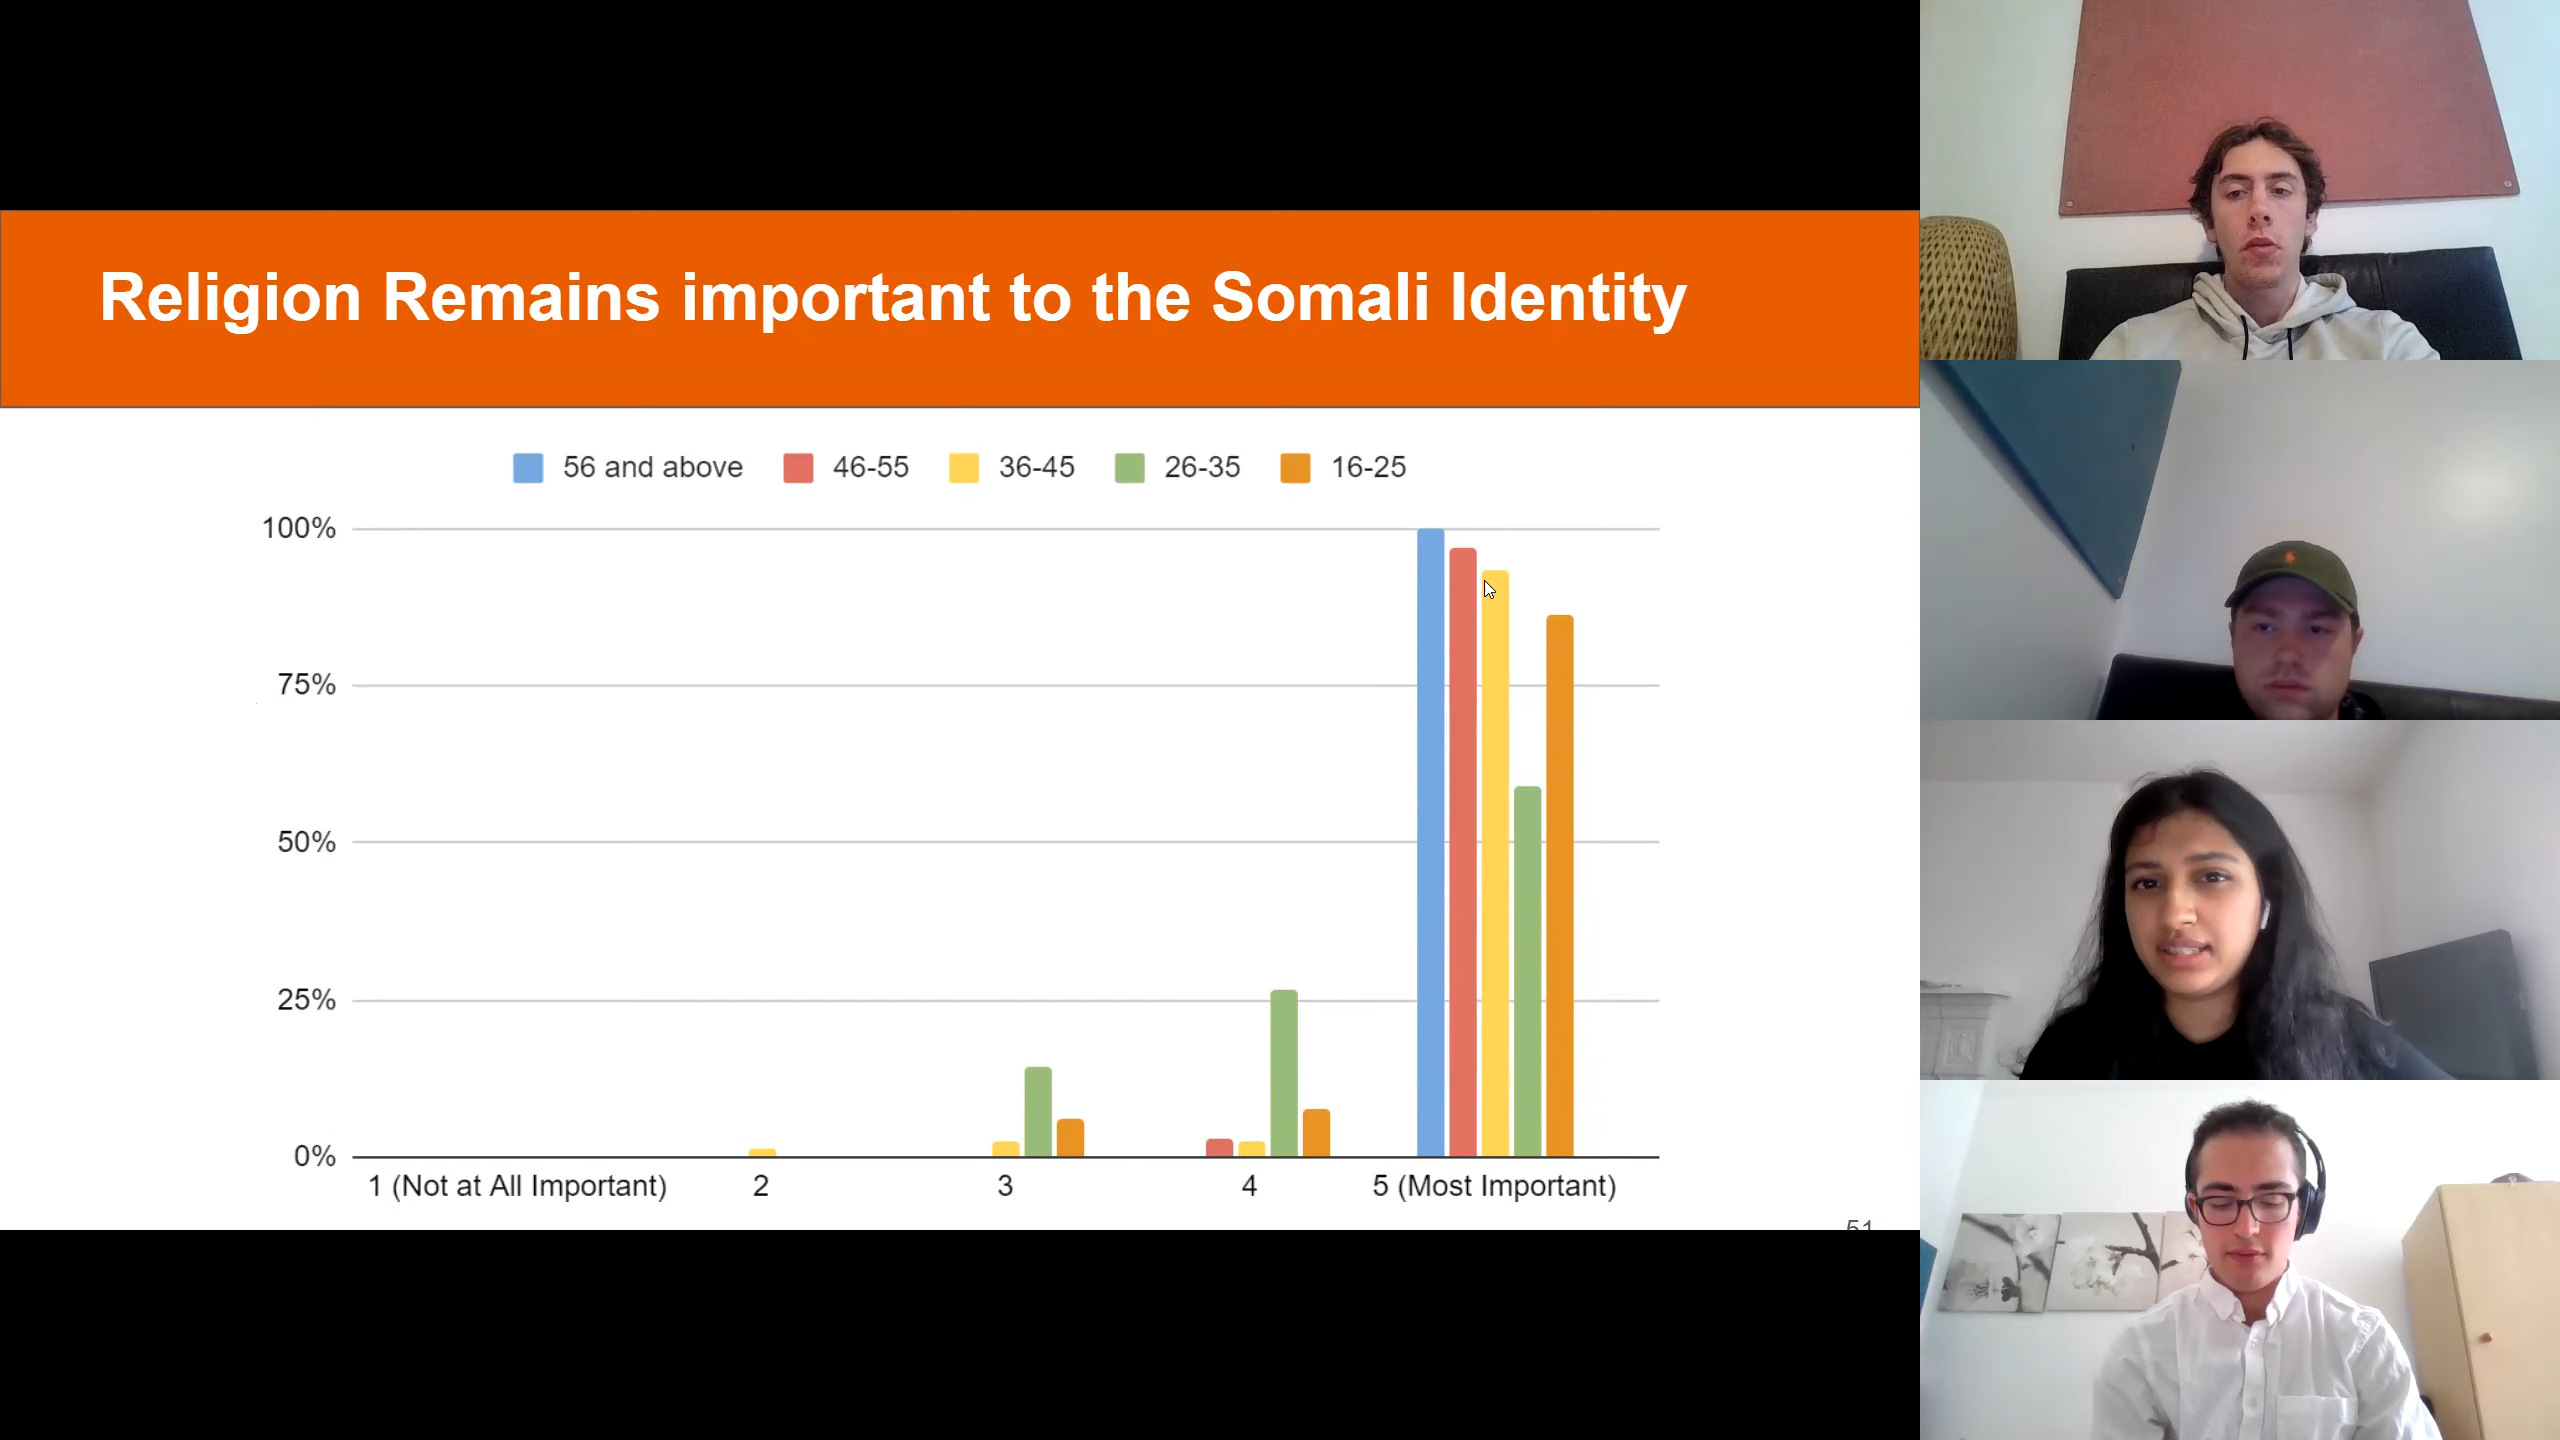 Religion Remains important to the Somali Identity
56 and above 46-55 36-45 26-35 16-25
100%
75%
50%
25%
0%
1 (Not at All Important) 2 3 4 5 (Most Important)
51